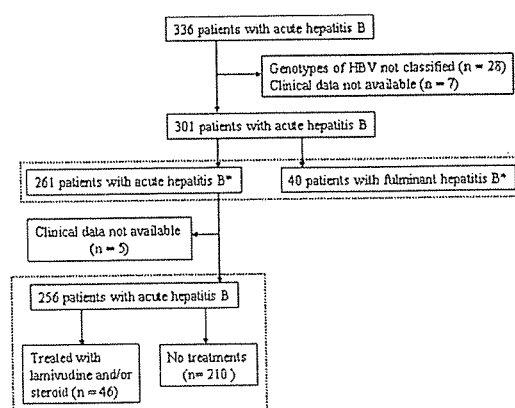 336 patients with acute hepatitis B
Genotypes of HBV not classified (n = 28)
Clinical data not available (n = 7)
301 patients with acute hepatitis B
261 patients with acute hepatitis B*
40 patients with fulminant hepatitis B*
Clinical data not available
(n = 5)
256 patients with acute hepatitis B
Treated with
lamivudine and/or
steroid (n = 46)
No treatments
(n= 210 )